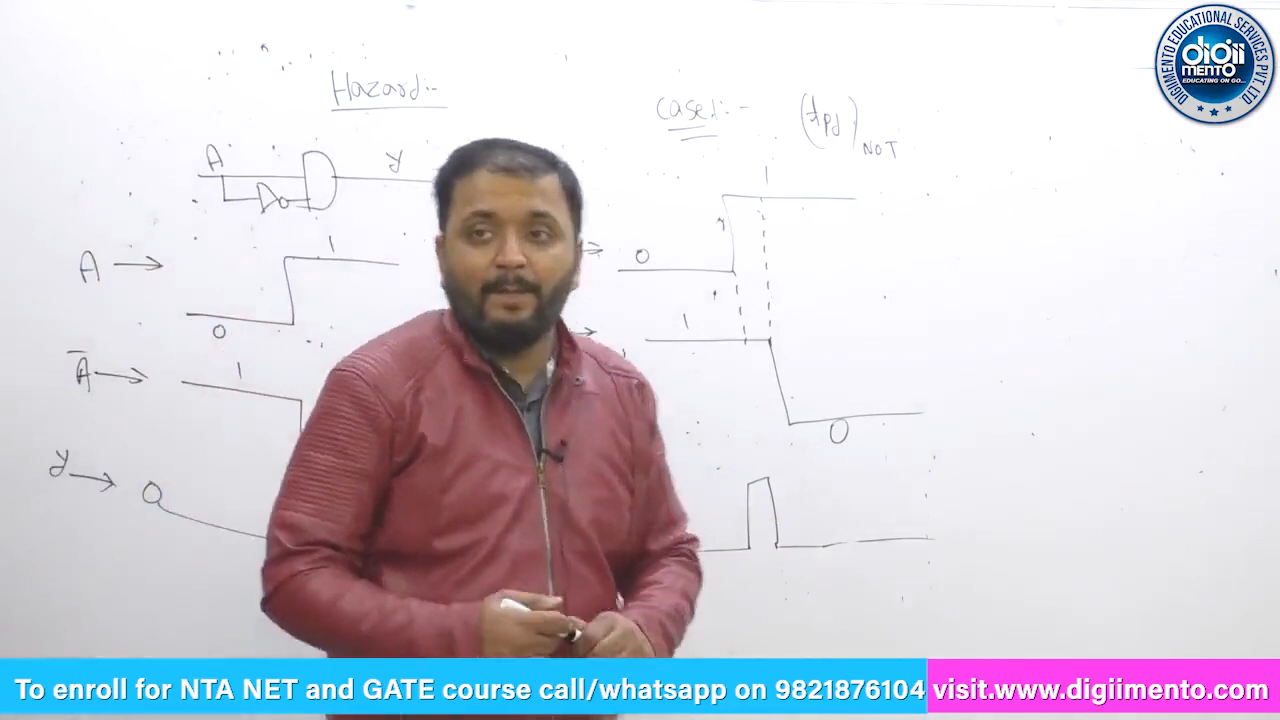 Hazard:-
Case 1:-
(tpd)NOT
A
y
A → 0 1
Ā → 1
y → 0
0 1
1 0
DIGIIMENTO EDUCATIONAL SERVICES PVT. LTD
digii
MENTO
EDUCATING ON GO...
To enroll for NTA NET and GATE course call/whatsapp on 9821876104 visit.www.digiimento.com